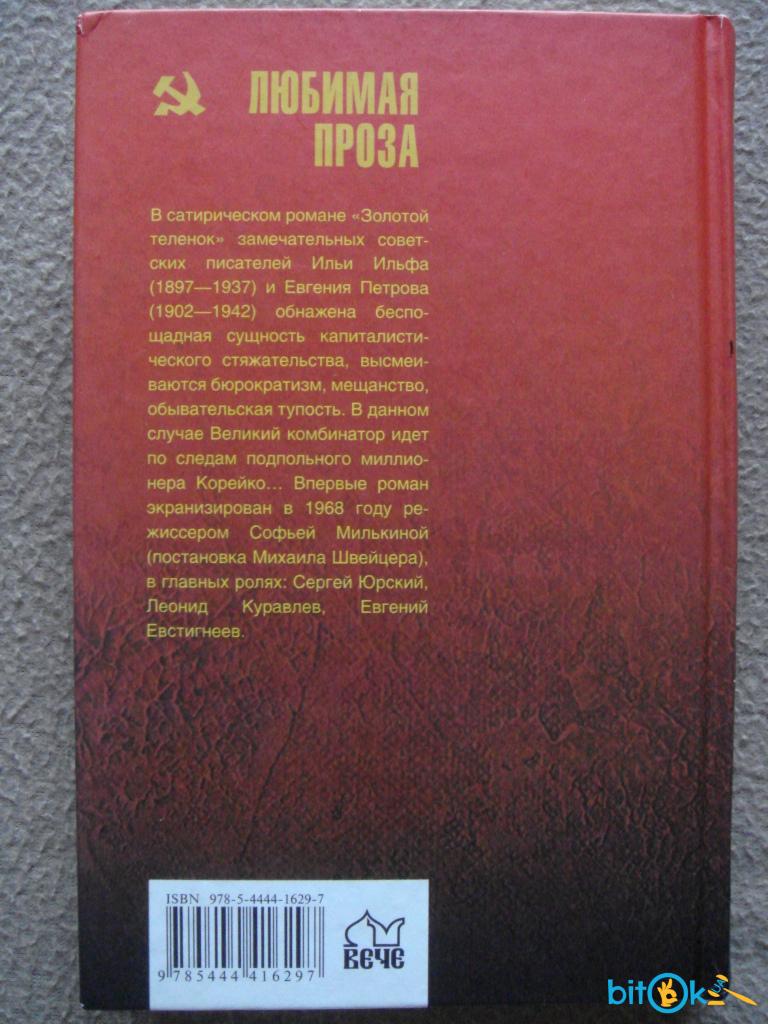 ЛЮБИМАЯ
ПРОЗА
В сатирическом романе «Золотой
теленок» замечательных совет-
ских писателей Ильи Ильфа
(1897—1937) и Евгения Петрова
(1902—1942) обнажена беспо-
щадная сущность капиталисти-
ческого стяжательства, высмеи-
ваются бюрократизм, мещанство,
обывательская тупость. В данном
случае Великий комбинатор идет
по следам подпольного миллио-
нера Корейко... Впервые роман
экранизирован в 1968 году ре-
жиссером Софьей Милькиной
(постановка Михаила Швейцера),
в главных ролях: Сергей Юрский,
Леонид Куравлев, Евгений
Евстигнеев.
ISBN 978-5-4444-1629-7
9 785444 416297
ВЕЧЕ
bitOk
UA